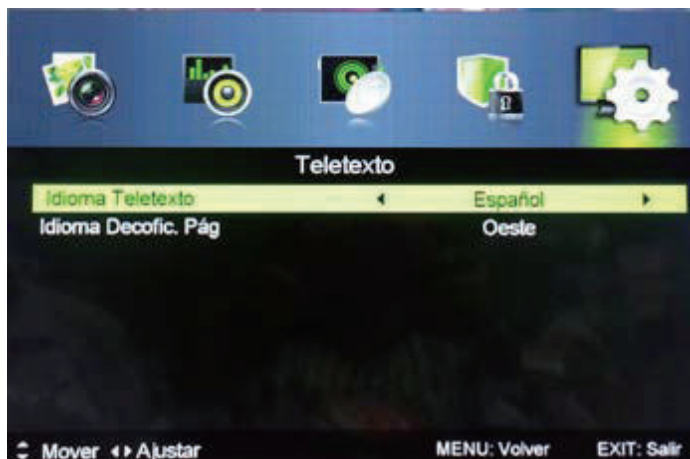 Teletexto
Idioma Teletexto Español
Idioma Decofic. Pág Oeste
Mover Ajustar MENU: Volver EXIT: Salir